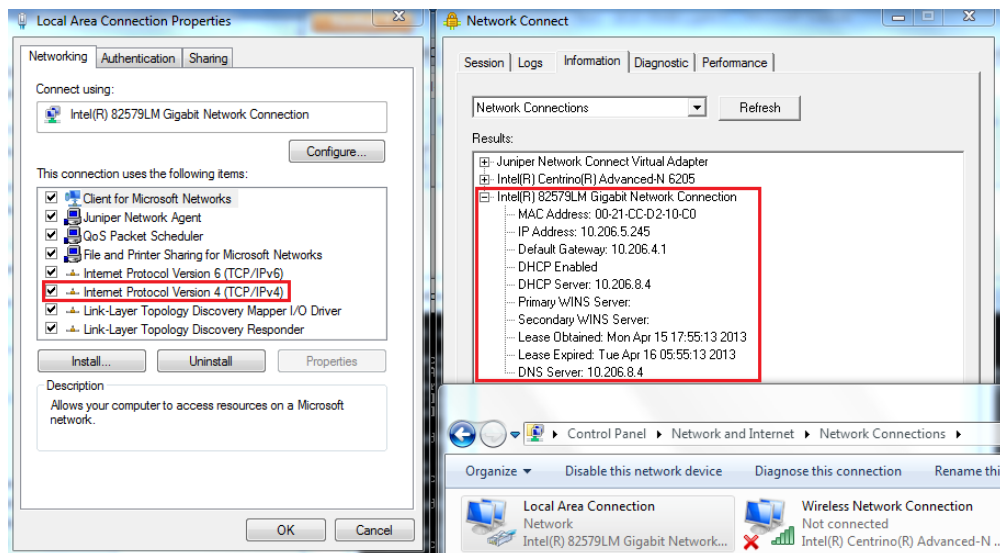 Local Area Connection Properties
Networking Authentication Sharing
Connect using:
Intel(R) 82579LM Gigabit Network Connection
Configure...
This connection uses the following items:
Client for Microsoft Networks
Juniper Network Agent
QoS Packet Scheduler
File and Printer Sharing for Microsoft Networks
Internet Protocol Version 6 (TCP/IPv6)
Internet Protocol Version 4 (TCP/IPv4)
Link-Layer Topology Discovery Mapper I/O Driver
Link-Layer Topology Discovery Responder
Install... Uninstall Properties
Description
Allows your computer to access resources on a Microsoft
network.
OK Cancel
Network Connect
Session Logs Information Diagnostic Performance
Network Connections Refresh
Results:
Juniper Network Connect Virtual Adapter
Intel(R) Centrino(R) Advanced-N 6205
Intel(R) 82579LM Gigabit Network Connection
MAC Address: 00-21-CC-D2-10-C0
IP Address: 10.206.5.245
Default Gateway: 10.206.4.1
DHCP Enabled
DHCP Server: 10.206.8.4
Primary WINS Server:
Secondary WINS Server:
Lease Obtained: Mon Apr 15 17:55:13 2013
Lease Expired: Tue Apr 16 05:55:13 2013
DNS Server: 10.206.8.4
Control Panel Network and Internet Network Connections
Organize Disable this network device Diagnose this connection Rename thi
Local Area Connection
Network
Intel(R) 82579LM Gigabit Network...
Wireless Network Connection
Not connected
Intel(R) Centrino(R) Advanced-N ...